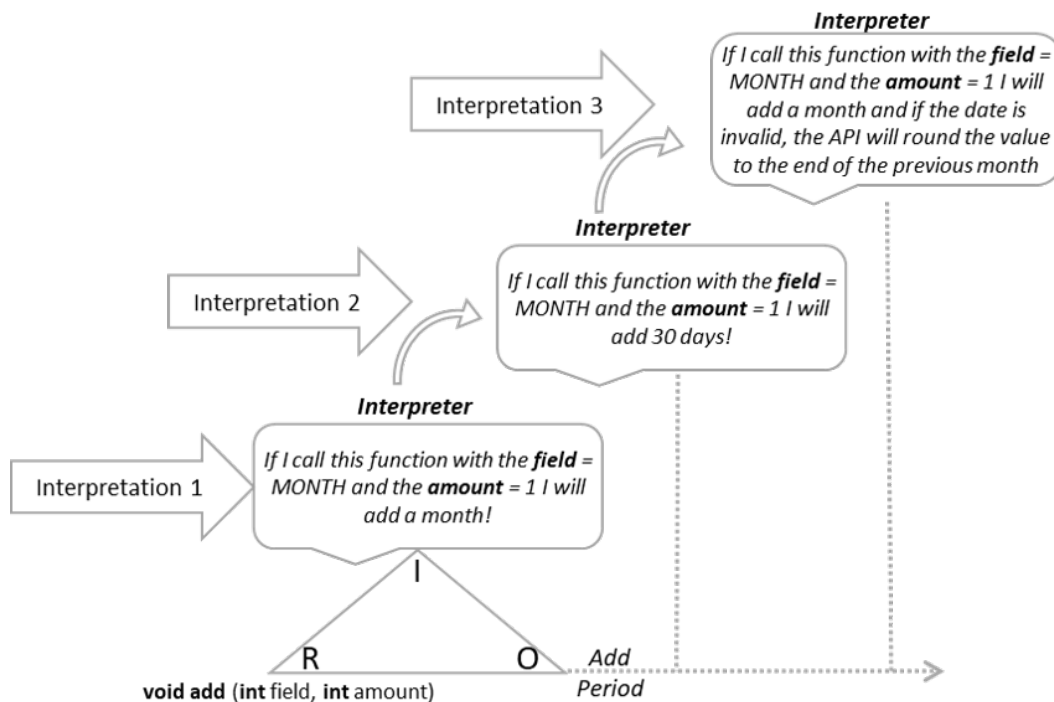 Interpreter
If I call this function with the field =
MONTH and the amount = 1 I will
add a month and if the date is
invalid, the API will round the value
to the end of the previous month
Interpretation 3
Interpreter
If I call this function with the field =
MONTH and the amount = 1 I will
add 30 days!
Interpretation 2
Interpreter
If I call this function with the field =
MONTH and the amount = 1 I will
add a month!
Interpretation 1
I
R
O
Add
Period
void add (int field, int amount)